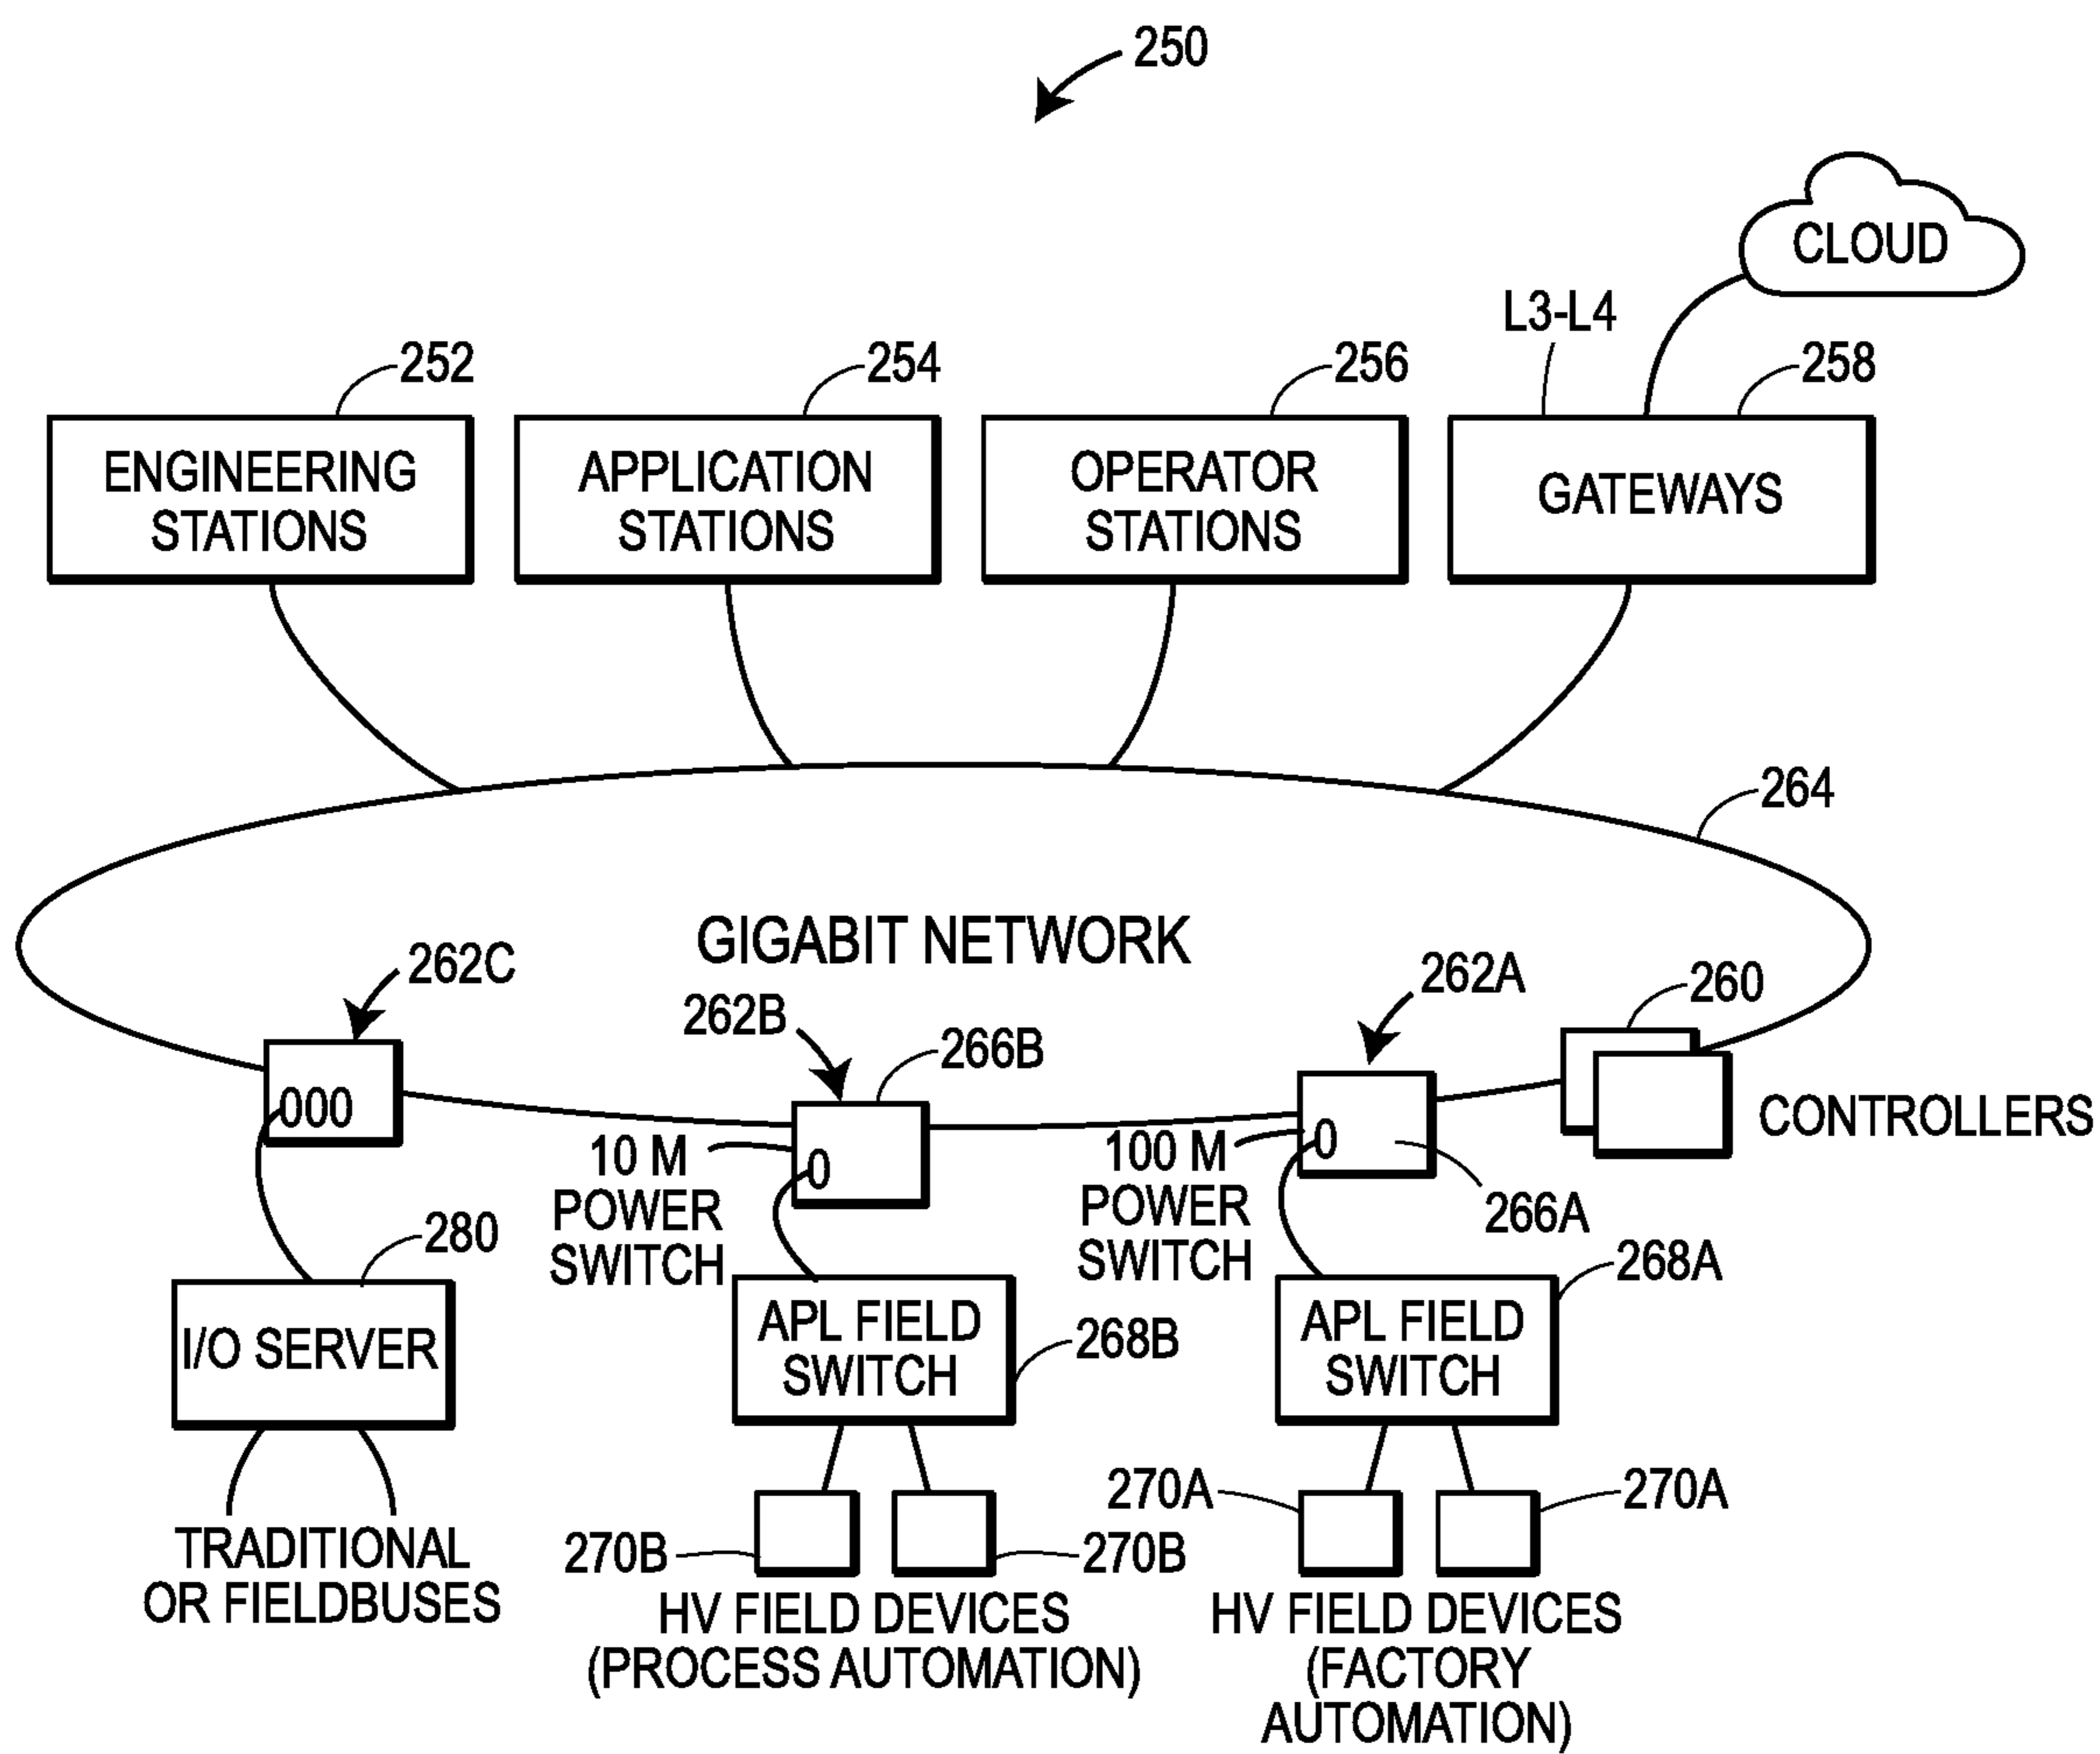 250
CLOUD
L3-L4
252
254
256
258
ENGINEERING
STATIONS
APPLICATION
STATIONS
OPERATOR
STATIONS
GATEWAYS
264
GIGABIT NETWORK
262C
262B
266B
262A
260
000
0
0
CONTROLLERS
10 M
POWER
SWITCH
100 M
POWER
SWITCH
266A
280
268A
I/O SERVER
APL FIELD
SWITCH
268B
APL FIELD
SWITCH
270A
270A
270B
270B
TRADITIONAL
OR FIELDBUSES
HV FIELD DEVICES
(PROCESS AUTOMATION)
HV FIELD DEVICES
(FACTORY
AUTOMATION)